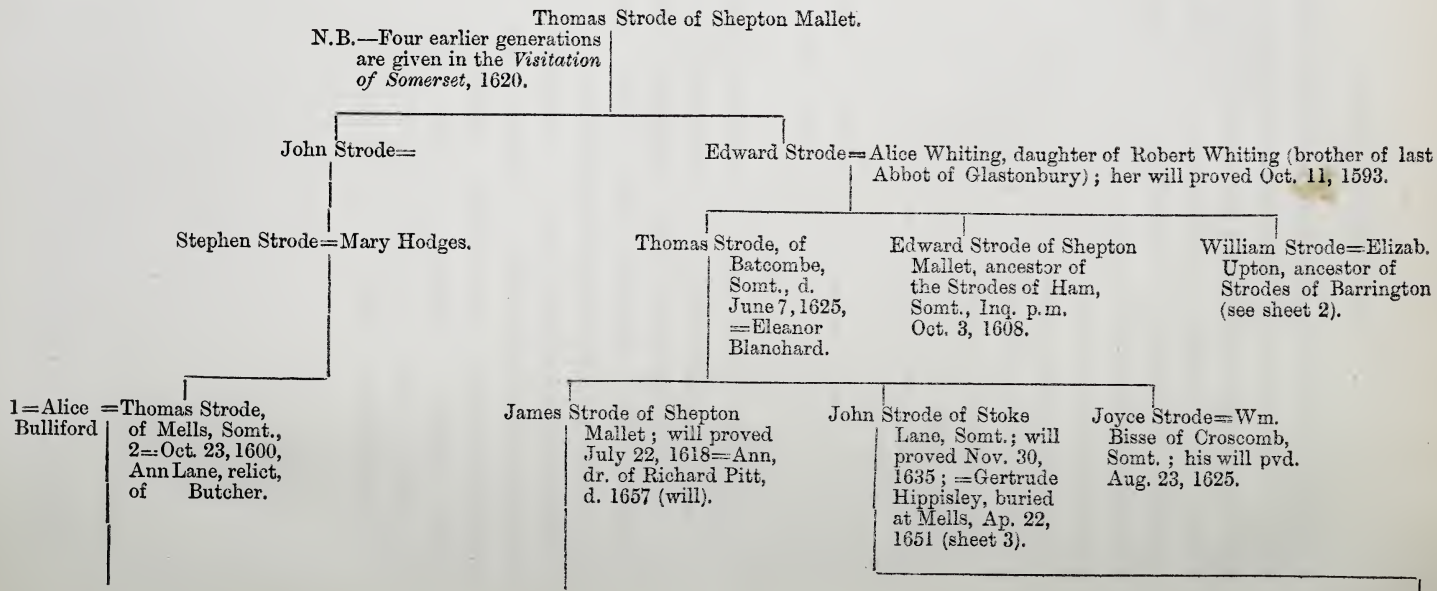 Thomas Strode of Shepton Mallet.
N.B.—Four earlier generations
are given in the Visitation
of Somerset, 1620.
John Strode=
Edward Strode=Alice Whiting, daughter of Robert Whiting (brother of last
Abbot of Glastonbury); her will proved Oct. 11, 1593.
Stephen Strode=Mary Hodges.
Thomas Strode, of
Batcombe,
Somt., d.
June 7, 1625,
=Eleanor
Blanchard.
Edward Strode of Shepton
Mallet, ancestor of
the Strodes of Ham,
Somt., Inq. p.m.
Oct. 3, 1608.
William Strode=Elizab.
Upton, ancestor of
Strodes of Barrington
(see sheet 2).
1=Alice
Bulliford
=Thomas Strode,
of Mells, Somt.,
2=Oct. 23, 1600,
Ann Lane, relict,
of Butcher.
James Strode of Shepton
Mallet; will proved
July 22, 1618=Ann,
dr. of Richard Pitt,
d. 1657 (will).
John Strode of Stoke
Lane, Somt.; will
proved Nov. 30,
1635; =Gertrude
Hippisley, buried
at Mells, Ap. 22,
1651 (sheet 3).
Joyce Strode=Wm.
Bisse of Croscomb,
Somt.; his will pvd.
Aug. 23, 1625.